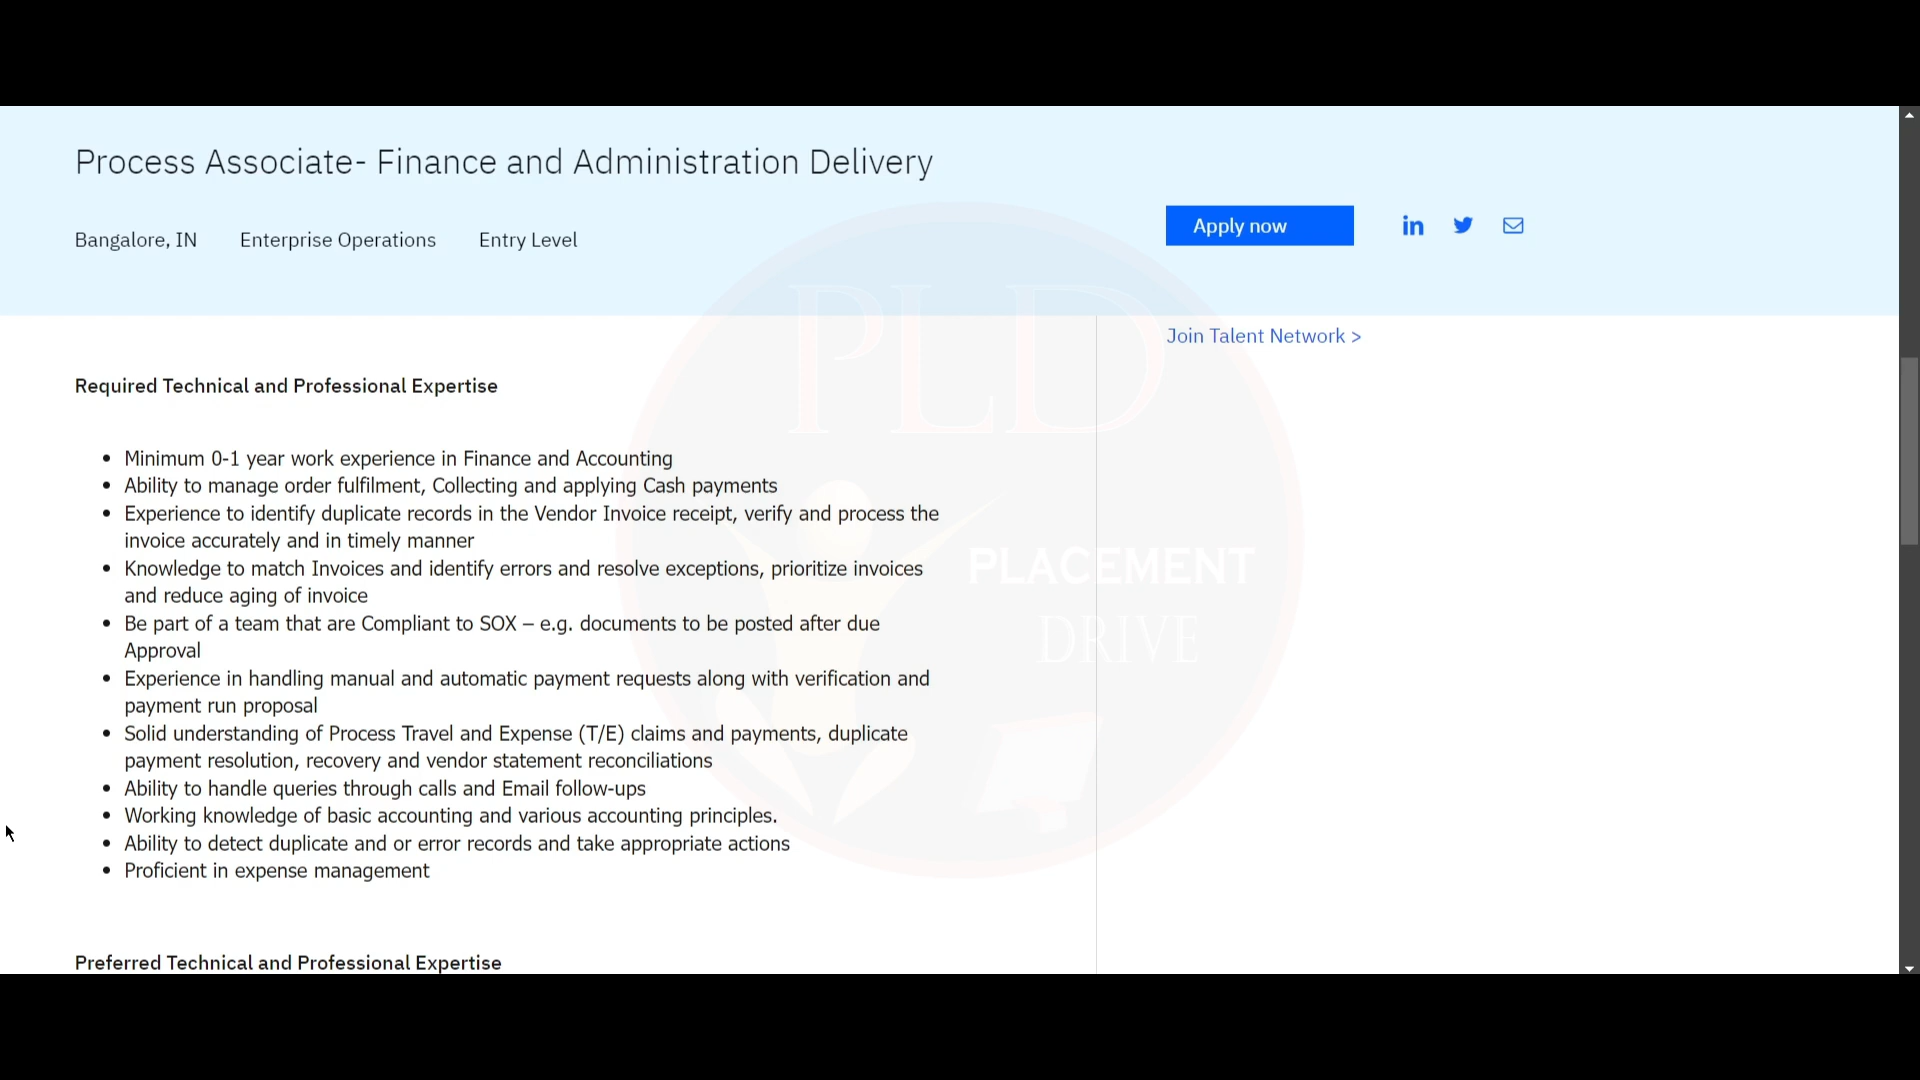 Process Associate- Finance and Administration Delivery
Bangalore, IN Enterprise Operations Entry Level
Apply now
Join Talent Network >
Required Technical and Professional Expertise
• Minimum 0-1 year work experience in Finance and Accounting
• Ability to manage order fulfilment, Collecting and applying Cash payments
• Experience to identify duplicate records in the Vendor Invoice receipt, verify and process the
invoice accurately and in timely manner
• Knowledge to match Invoices and identify errors and resolve exceptions, prioritize invoices
and reduce aging of invoice
• Be part of a team that are Compliant to SOX – e.g. documents to be posted after due
Approval
• Experience in handling manual and automatic payment requests along with verification and
payment run proposal
• Solid understanding of Process Travel and Expense (T/E) claims and payments, duplicate
payment resolution, recovery and vendor statement reconciliations
• Ability to handle queries through calls and Email follow-ups
• Working knowledge of basic accounting and various accounting principles.
• Ability to detect duplicate and or error records and take appropriate actions
• Proficient in expense management
Preferred Technical and Professional Expertise
PLD
PLACEMENT
DRIVE